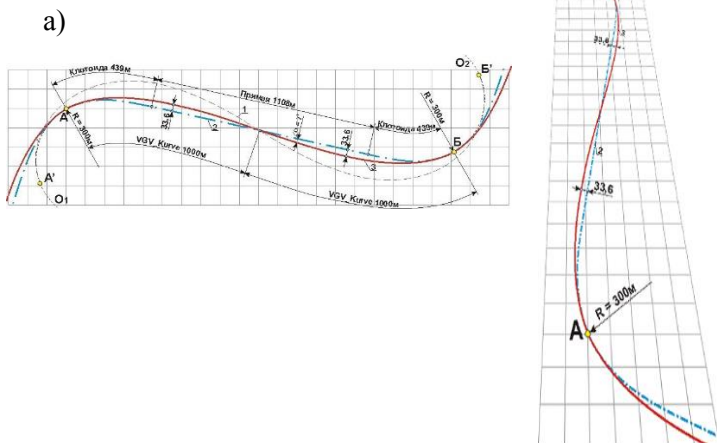 а)
Клотоида 439м
O₂
Б'
Прямая 1108м
1
А
R = 300м
33,6
2
Клотоида 439м
33,6
3
R = 300м
Б
VGV_Kurve 1000м
А'
O₁
VGV_Kurve 1000м
3
33,6
2
33,6
R = 300м
А